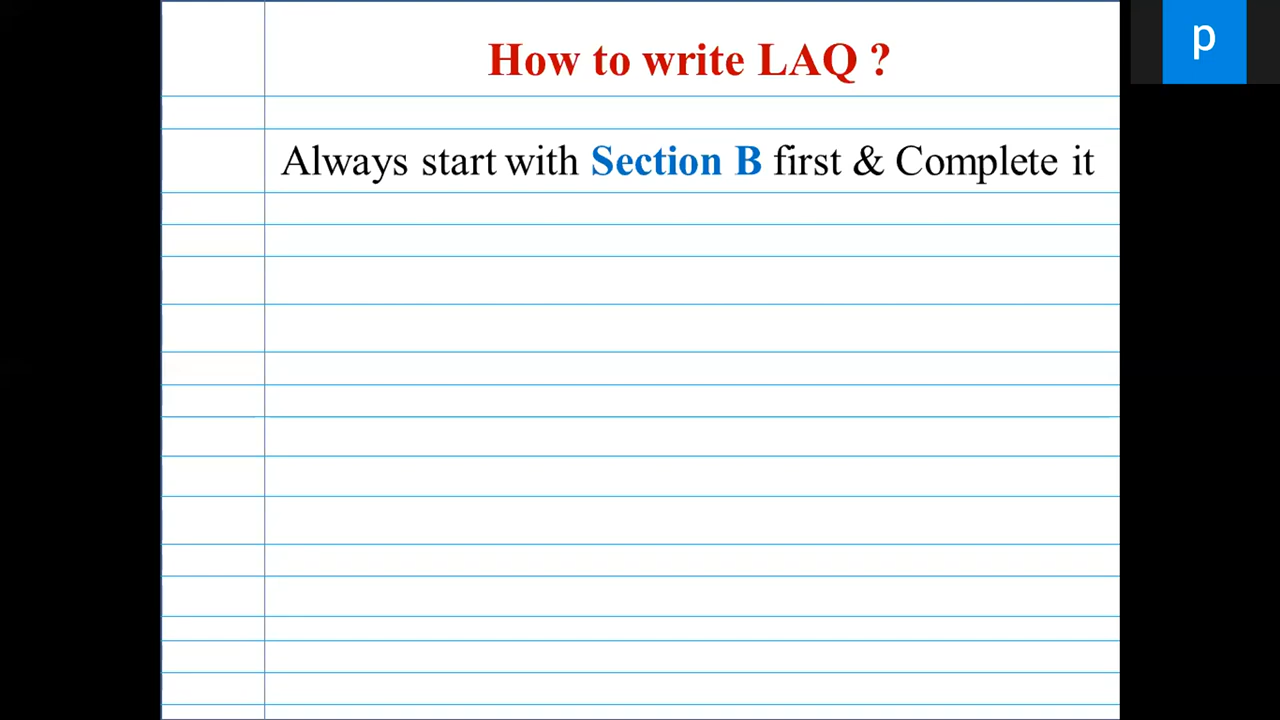 How to write LAQ ?
p
Always start with Section B first & Complete it